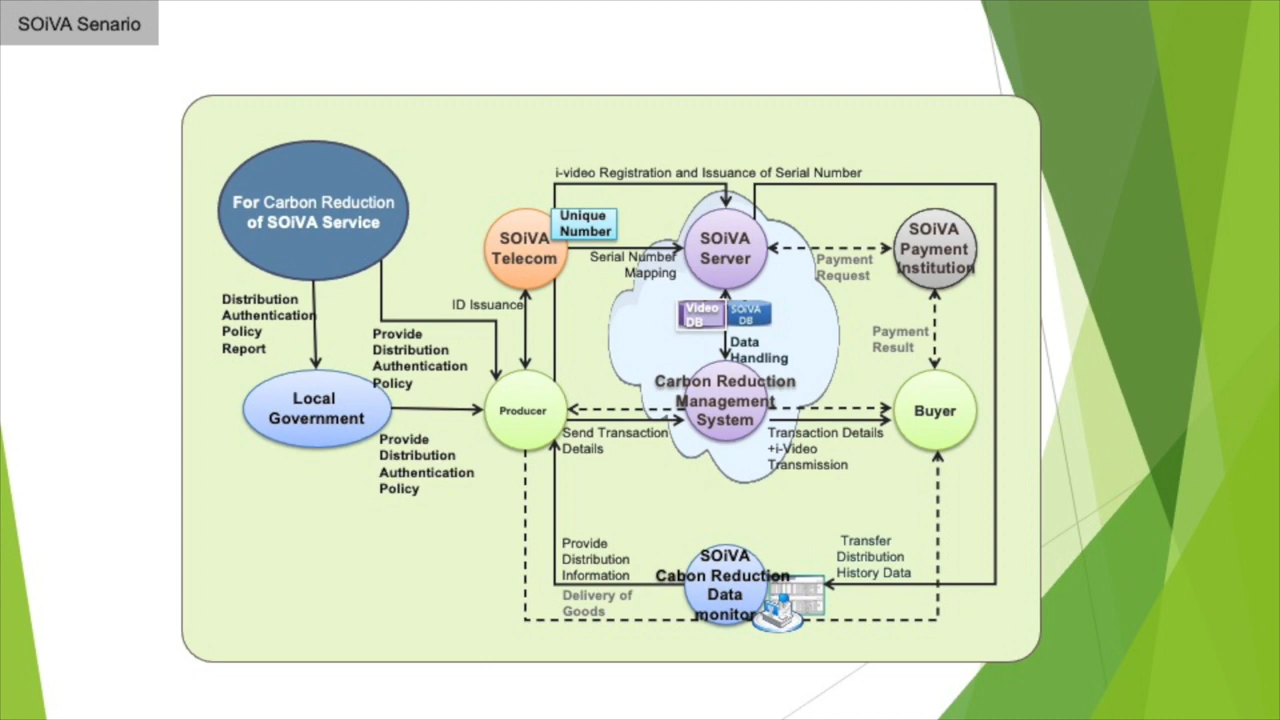 SOiVA Senario
i-video Registration and Issuance of Serial Number
For Carbon Reduction
of SOiVA Service
Unique
Number
SOiVA
Telecom
SOiVA
Server
SOiVA
Payment
Institution
Serial Number
Mapping
Payment
Request
ID Issuance
Distribution
Authentication
Policy
Report
Video
DB
SOiVA
DB
Provide
Distribution
Authentication
Policy
Data
Handling
Payment
Result
Local
Government
Producer
Carbon Reduction
Management
System
Buyer
Provide
Distribution
Authentication
Policy
Send Transaction
Details
Transaction Details
+i-Video
Transmission
Provide
Distribution
Information
Delivery of
Goods
SOiVA
Cabon Reduction
Data
monitor
Transfer
Distribution
History Data